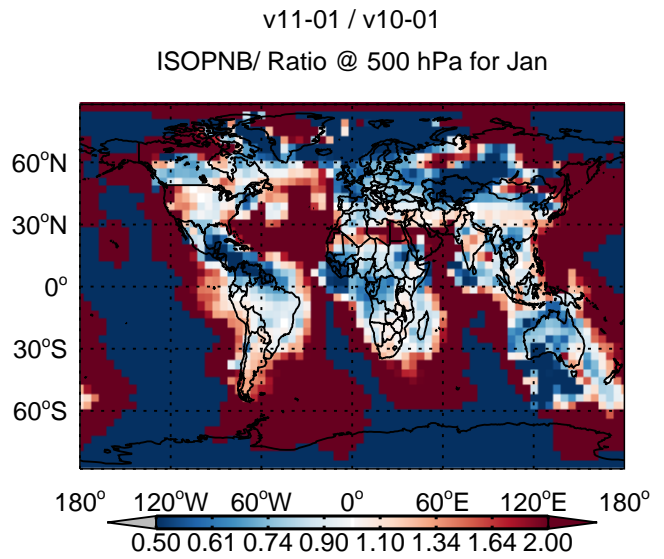 v11-01 / v10-01
ISOPNB/ Ratio @ 500 hPa for Jan
60°N
30°N
0°
30°S
60°S
180° 120°W 60°W 0° 60°E 120°E 180°
0.50 0.61 0.74 0.90 1.10 1.34 1.64 2.00